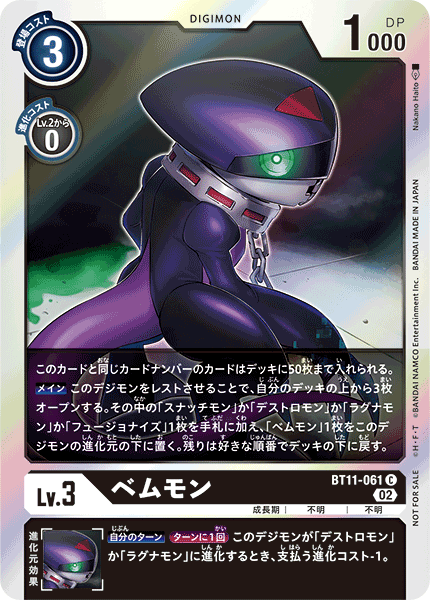 DIGIMON
登場コスト
3
DP
1000
進化コスト
Lv.2から
0
Nakano Haito
©H・F・T ©BANDAI NAMCO Entertainment Inc. BANDAI MADE IN JAPAN
NOT FOR SALE
このカードと同じカードナンバーのカードはデッキに50枚まで入れられる。
メイン このデジモンをレストさせることで、自分のデッキの上から3枚
オープンする。その中の「スナッチモン」か「デストロモン」か「ラグナモ
ン」か「フュージョナイズ」1枚を手札に加え、「ベムモン」1枚をこのデ
ジモンの進化元の下に置く。残りは好きな順番でデッキの下に戻す。
BT11-061 C
Lv.3
ベムモン
02
成長期 | 不明 | 不明
進化元効果
自分のターン ターンに1回 このデジモンが「デストロモン」
か「ラグナモン」に進化するとき、支払う進化コスト-1。